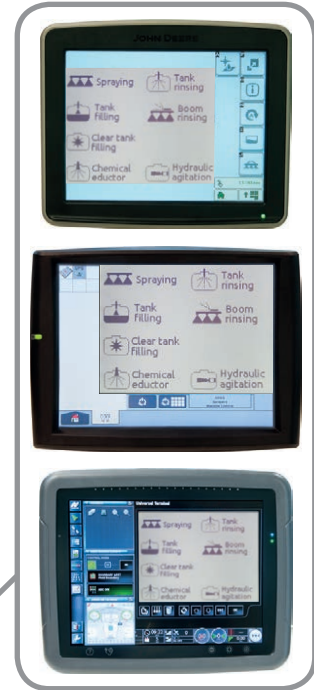 JOHN DEERE
Spraying
Tank
rinsing
Tank
filling
Boom
rinsing
Clear tank
filling
Chemical
eductor
Hydraulic
agitation
Spraying
Tank
rinsing
Tank
filling
Boom
rinsing
Clear tank
filling
Chemical
eductor
Hydraulic
agitation
Universal Terminal
Spraying
Tank
rinsing
Tank
filling
Boom
rinsing
Clear tank
filling
Chemical
eductor
Hydraulic
agitation